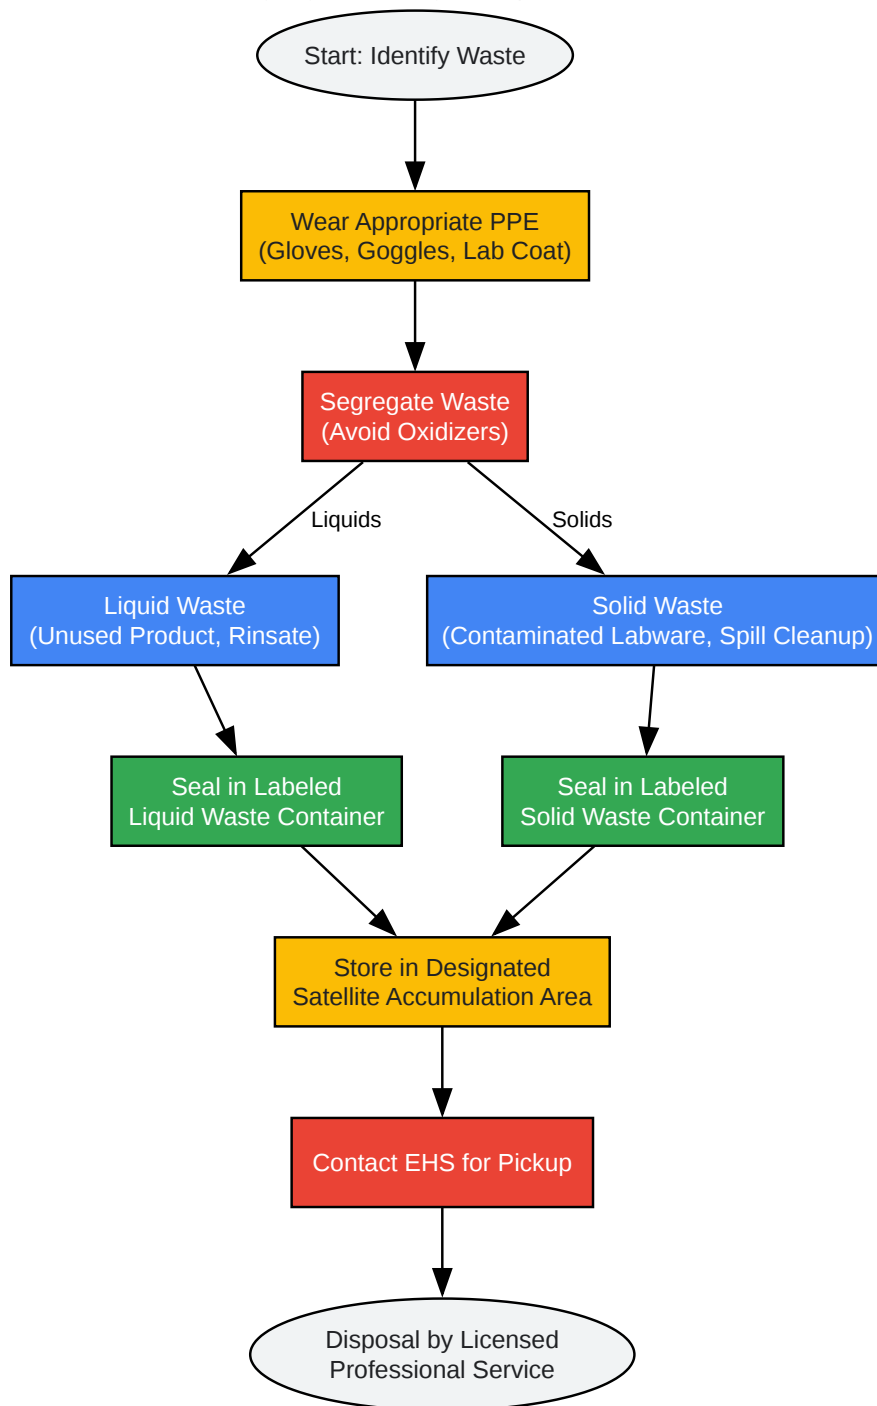 Start: Identify Waste
Wear Appropriate PPE
(Gloves, Goggles, Lab Coat)
Segregate Waste
(Avoid Oxidizers)
Liquids
Solids
Liquid Waste
(Unused Product, Rinsate)
Solid Waste
(Contaminated Labware, Spill Cleanup)
Seal in Labeled
Liquid Waste Container
Seal in Labeled
Solid Waste Container
Store in Designated
Satellite Accumulation Area
Contact EHS for Pickup
Disposal by Licensed
Professional Service